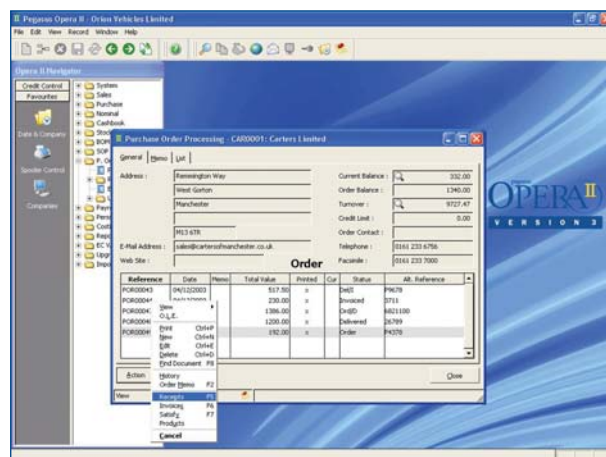 Pegasus Opera II - Orion Vehicles Limited
File Edit View Record Window Help
Opera II Navigator
Credit Control
Favourites
Date & Company
Spooler Control
Companies
System
Sales
Purchase
Nominal
Cashbook
Stock
BOM
SOP
Purchase Order Processing - CAR0001: Carters Limited
General Memo List
Address : Remmington Way
West Gorton
Manchester
M13 6TR
E-Mail Address : sales@cartersofmanchester.co.uk
Web Site :
Current Balance : 332.00
Order Balance : 1340.00
Turnover : 9727.47
Credit Limit : 0.00
Order Contact :
Telephone : 0161 233 6756
Facsimile : 0161 233 7000
Order
Reference Date Memo Total Value Printed Cur Status Alt. Reference
POR00043 04/12/2003 517.50 x Del/I P9678
230.00 x Invoiced 3711
1386.00 x Ord/D 6821100
1200.00 x Delivered 26789
192.00 x Order P4378
View
O.L.E.
Print Ctrl+P
New Ctrl+N
Edit Ctrl+E
Delete Ctrl+D
Find Document F8
History
Order Memo F2
Receipts F5
Invoices F6
Satisfy F7
Products
Cancel
Action
Close
View
OPERA II
VERSION 3